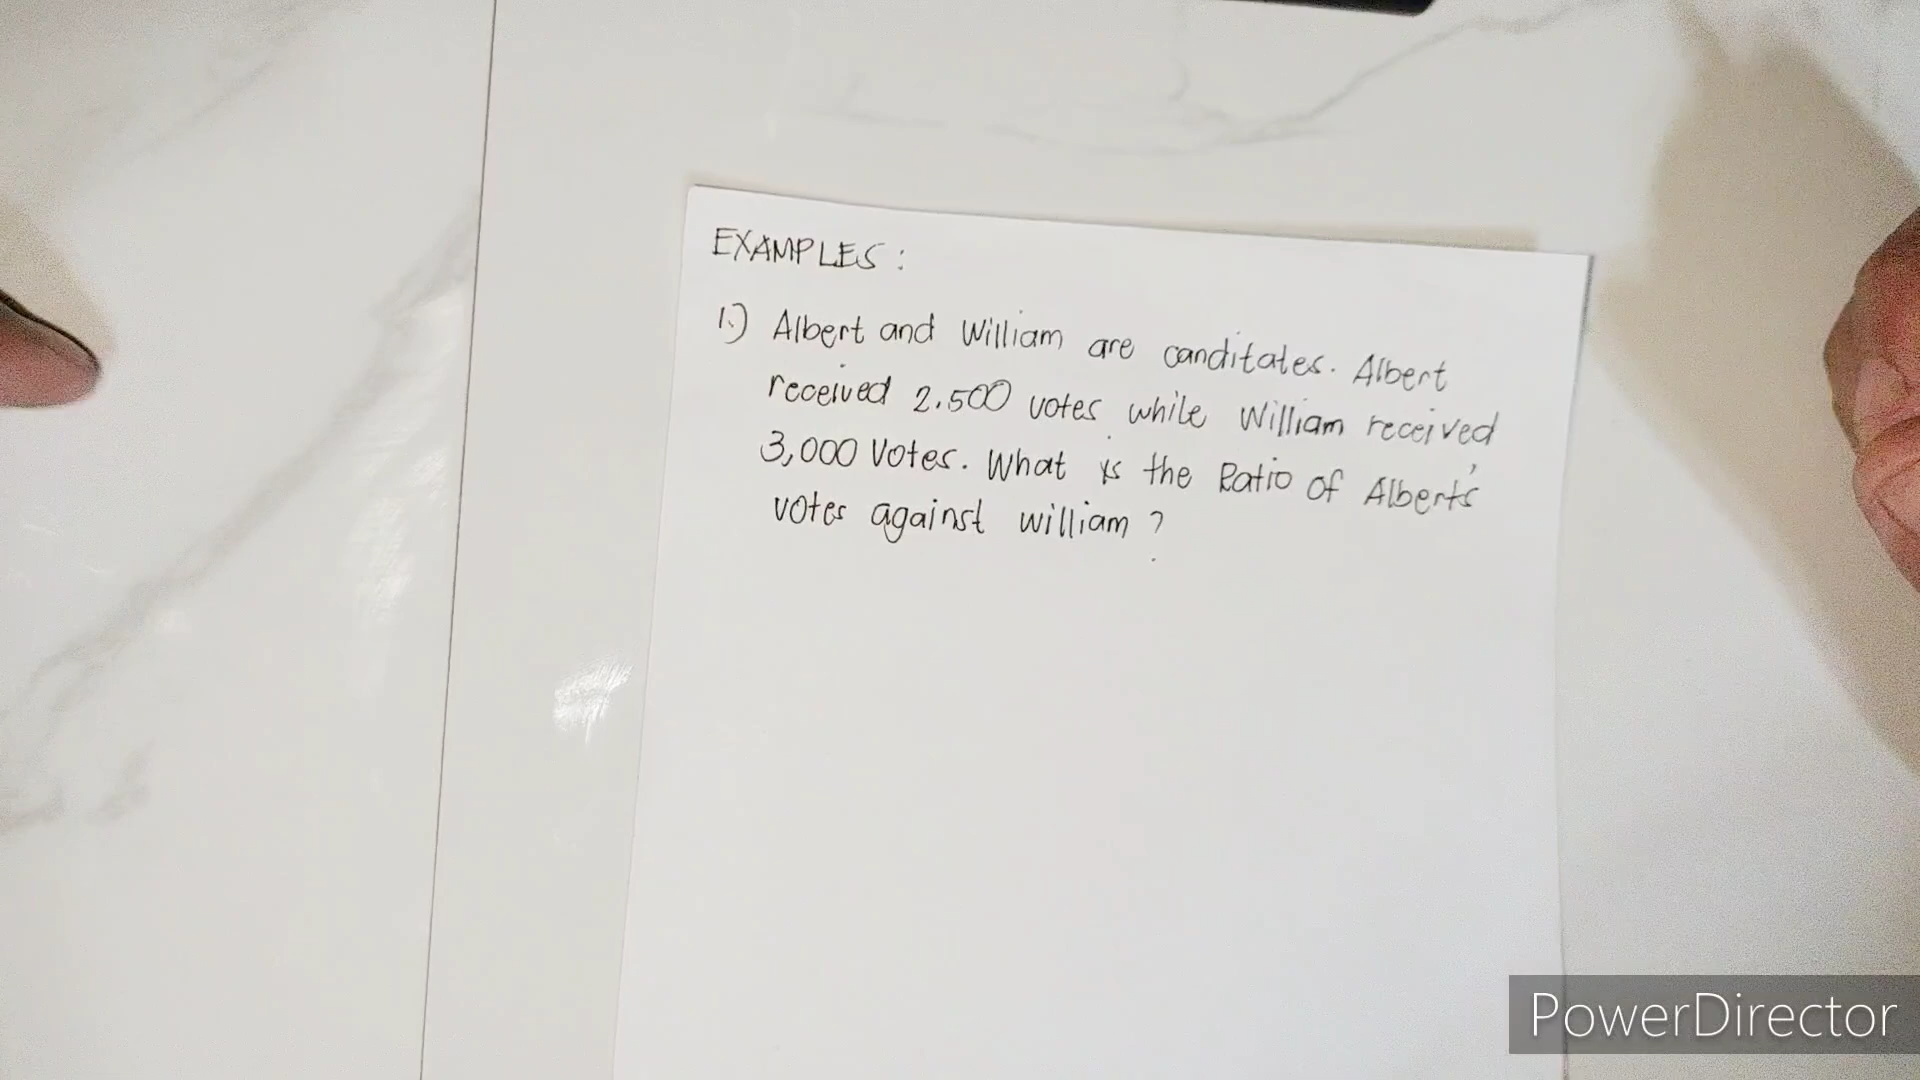 EXAMPLES :
1.) Albert and William are canditates. Albert
received 2.500 votes while William received
3,000 Votes. What is the Ratio of Albert's
votes against william ?
PowerDirector